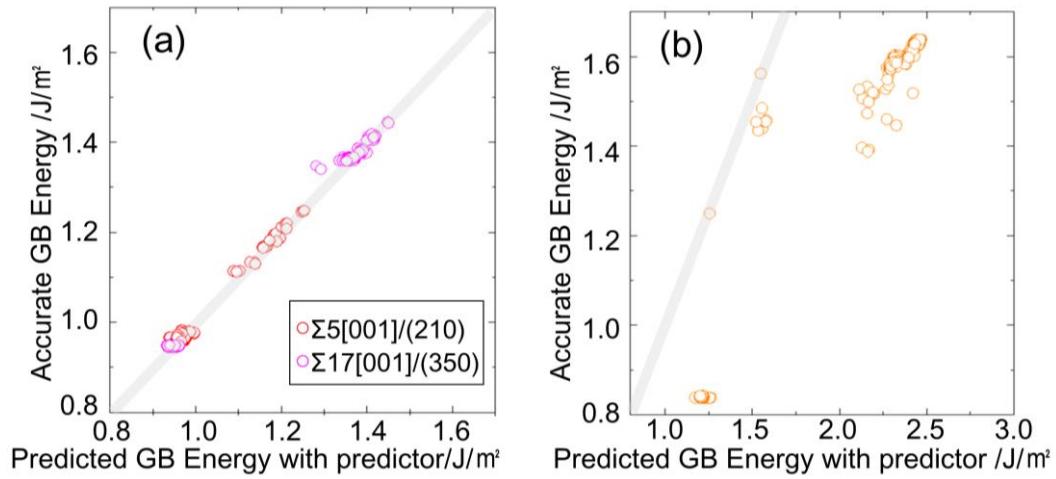 (a)
1.6
1.4
1.2
1.0
0.8
Accurate GB Energy /J/m²
Σ5[001]/(210)
Σ17[001]/(350)
0.8 1.0 1.2 1.4 1.6
Predicted GB Energy with predictor/J/m²
(b)
1.6
1.4
1.2
1.0
0.8
Accurate GB Energy /J/m²
1.0 1.5 2.0 2.5 3.0
Predicted GB Energy with predictor /J/m²